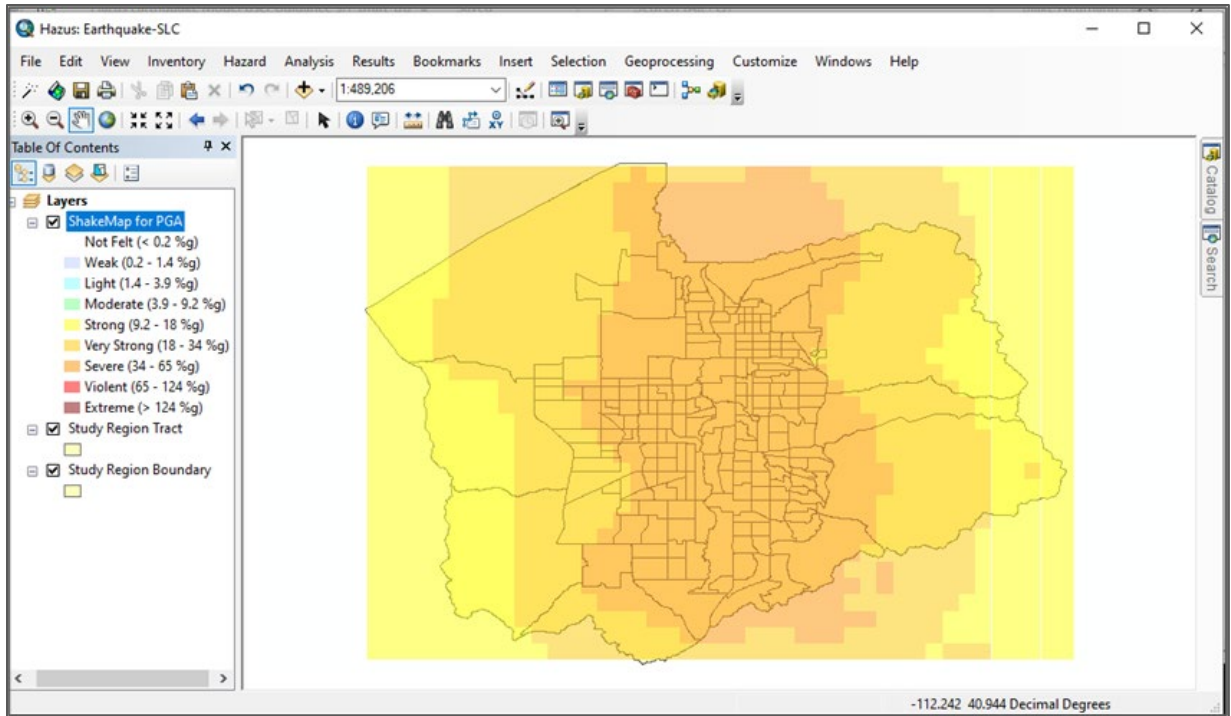 Hazus: Earthquake-SLC
File Edit View Inventory Hazard Analysis Results Bookmarks Insert Selection Geoprocessing Customize Windows Help
1:489,206
Table Of Contents
Layers
ShakeMap for PGA
Not Felt (< 0.2 %g)
Weak (0.2 - 1.4 %g)
Light (1.4 - 3.9 %g)
Moderate (3.9 - 9.2 %g)
Strong (9.2 - 18 %g)
Very Strong (18 - 34 %g)
Severe (34 - 65 %g)
Violent (65 - 124 %g)
Extreme (> 124 %g)
Study Region Tract
Study Region Boundary
Catalog
Search
-112.242 40.944 Decimal Degrees